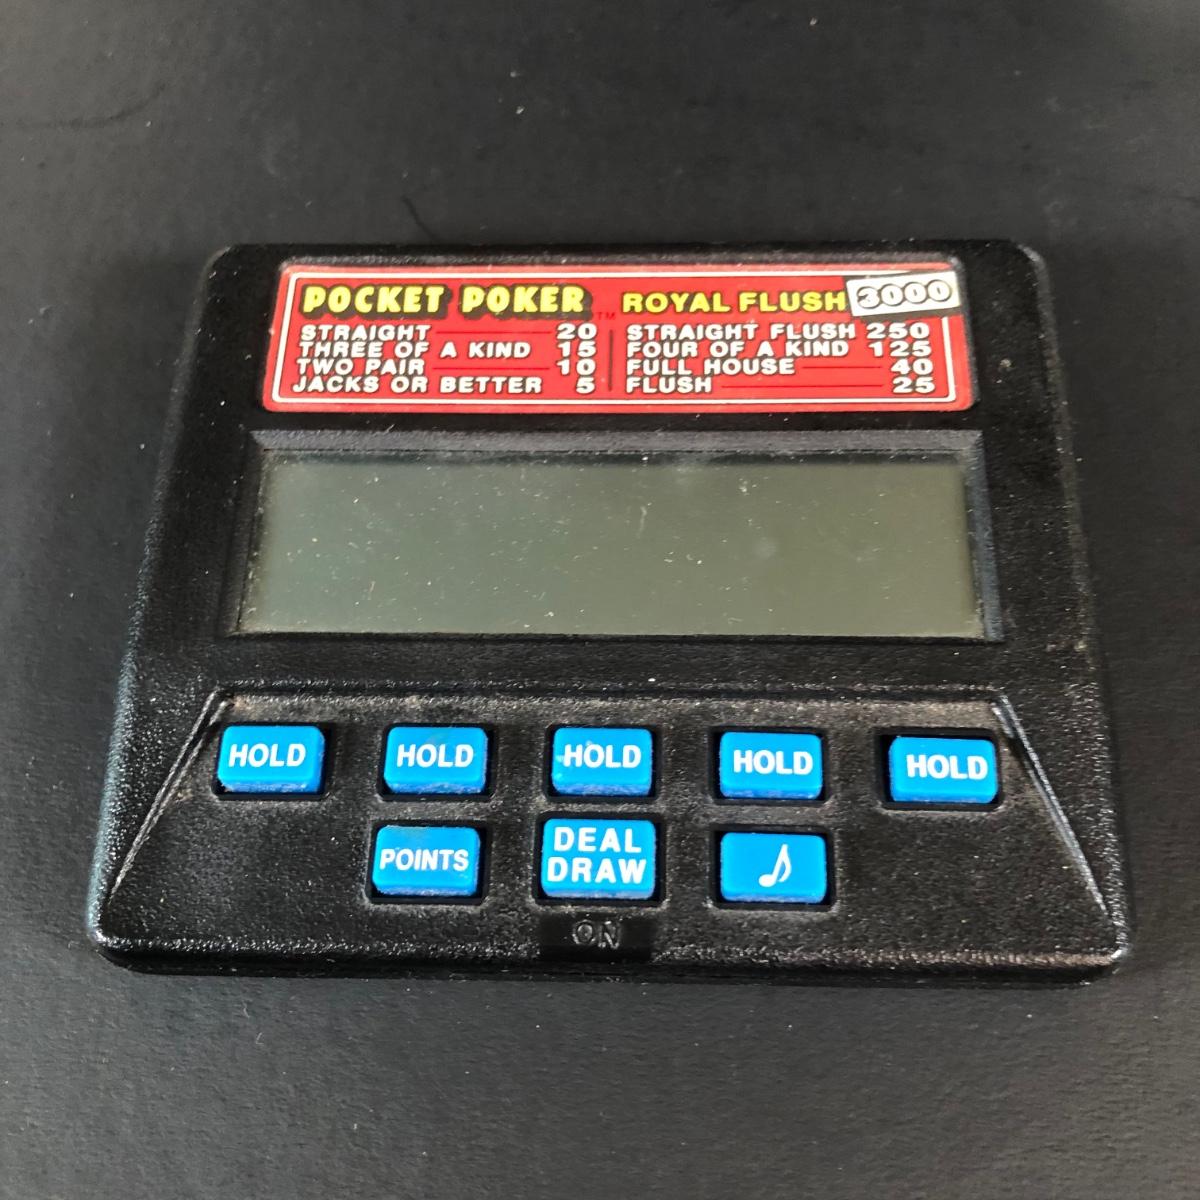 POCKET POKER™ ROYAL FLUSH 3000
STRAIGHT 20
THREE OF A KIND 15
TWO PAIR 10
JACKS OR BETTER 5
STRAIGHT FLUSH 250
FOUR OF A KIND 125
FULL HOUSE 40
FLUSH 25
HOLD HOLD HOLD HOLD HOLD
POINTS DEAL DRAW ♪
ON